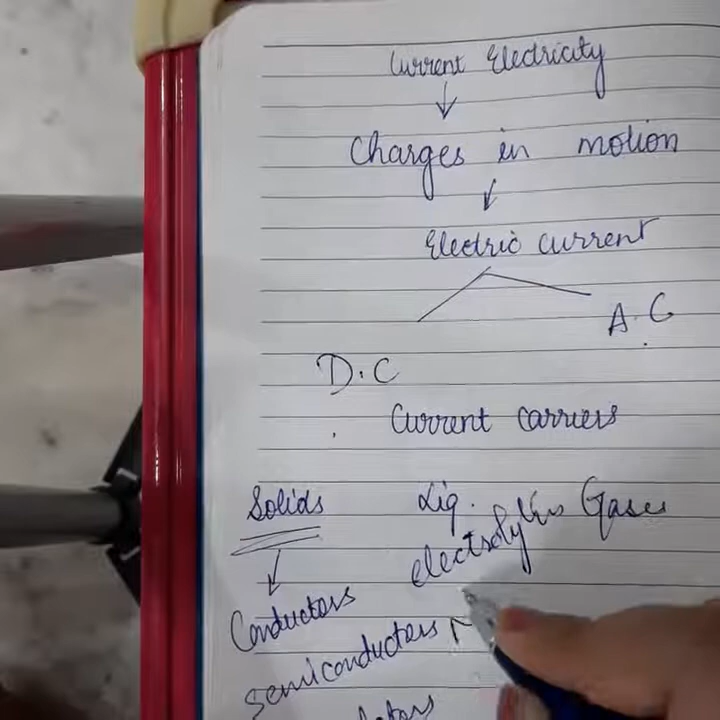 Current Electricity
Charges in motion
Electric current
A.C
D.C
Current carriers
Solids Liq. Gases
electrolytes
Conductors
semiconductors